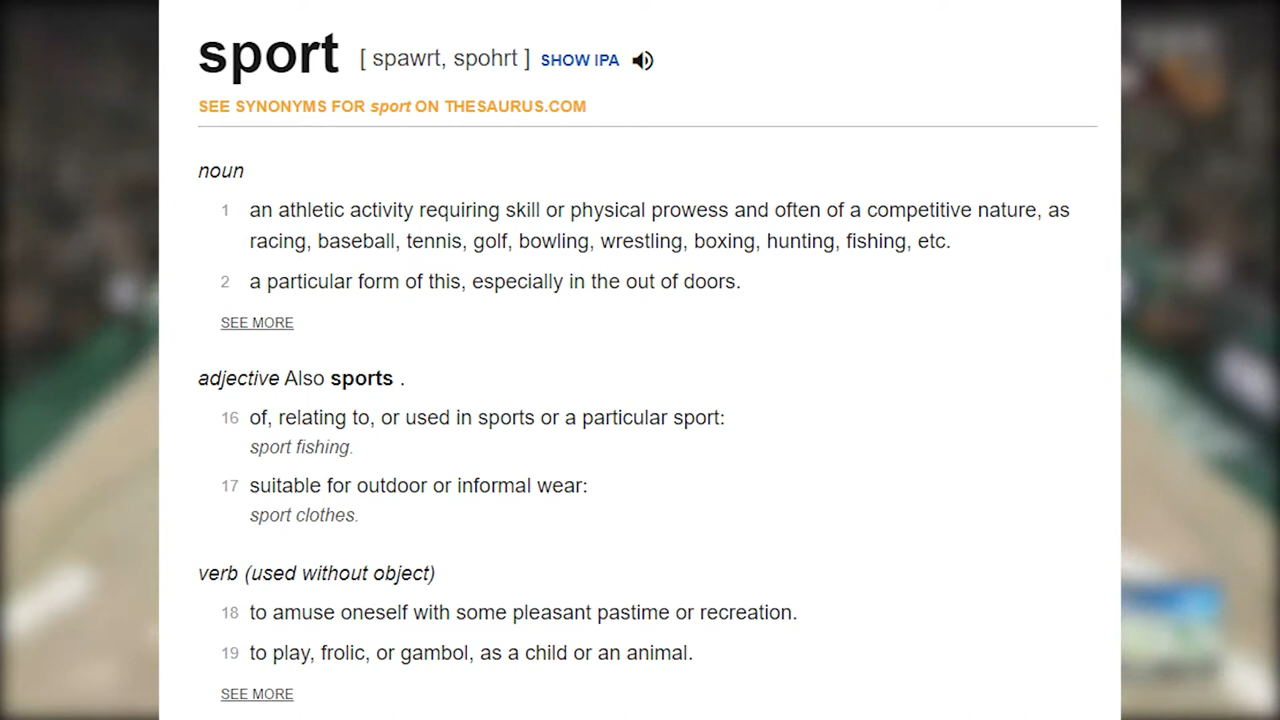 sport [ spawrt, spohrt ] SHOW IPA
SEE SYNONYMS FOR sport ON THESAURUS.COM
noun
1 an athletic activity requiring skill or physical prowess and often of a competitive nature, as
racing, baseball, tennis, golf, bowling, wrestling, boxing, hunting, fishing, etc.
2 a particular form of this, especially in the out of doors.
SEE MORE
adjective Also sports .
16 of, relating to, or used in sports or a particular sport:
sport fishing.
17 suitable for outdoor or informal wear:
sport clothes.
verb (used without object)
18 to amuse oneself with some pleasant pastime or recreation.
19 to play, frolic, or gambol, as a child or an animal.
SEE MORE